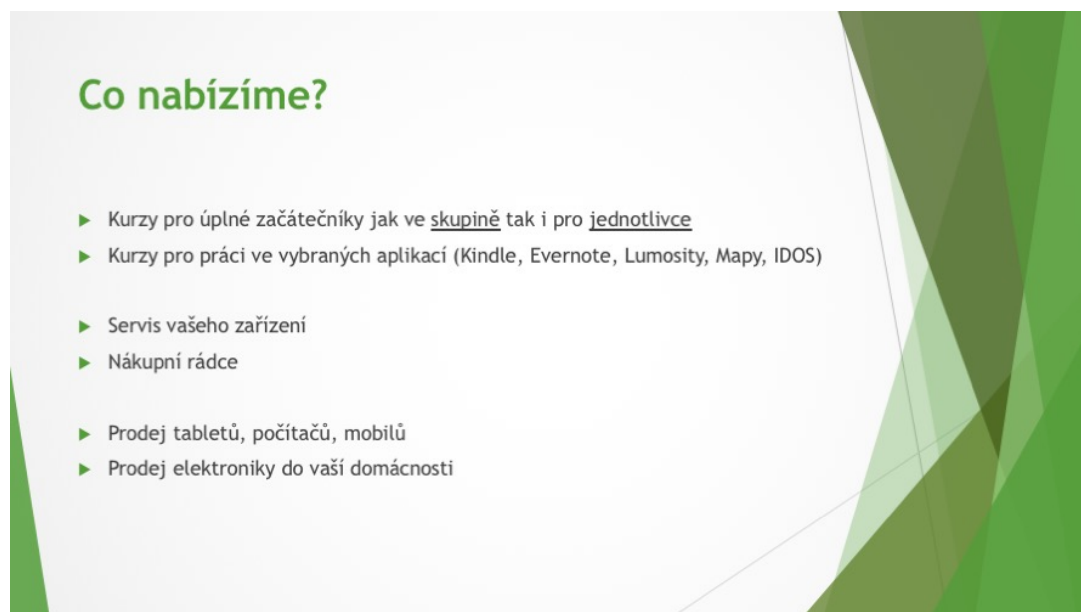 Co nabízíme?
Kurzy pro úplné začátečníky jak ve skupině tak i pro jednotlivce
Kurzy pro práci ve vybraných aplikací (Kindle, Evernote, Lumosity, Mapy, IDOS)
Servis vašeho zařízení
Nákupní rádce
Prodej tabletů, počítačů, mobilů
Prodej elektroniky do vaší domácnosti